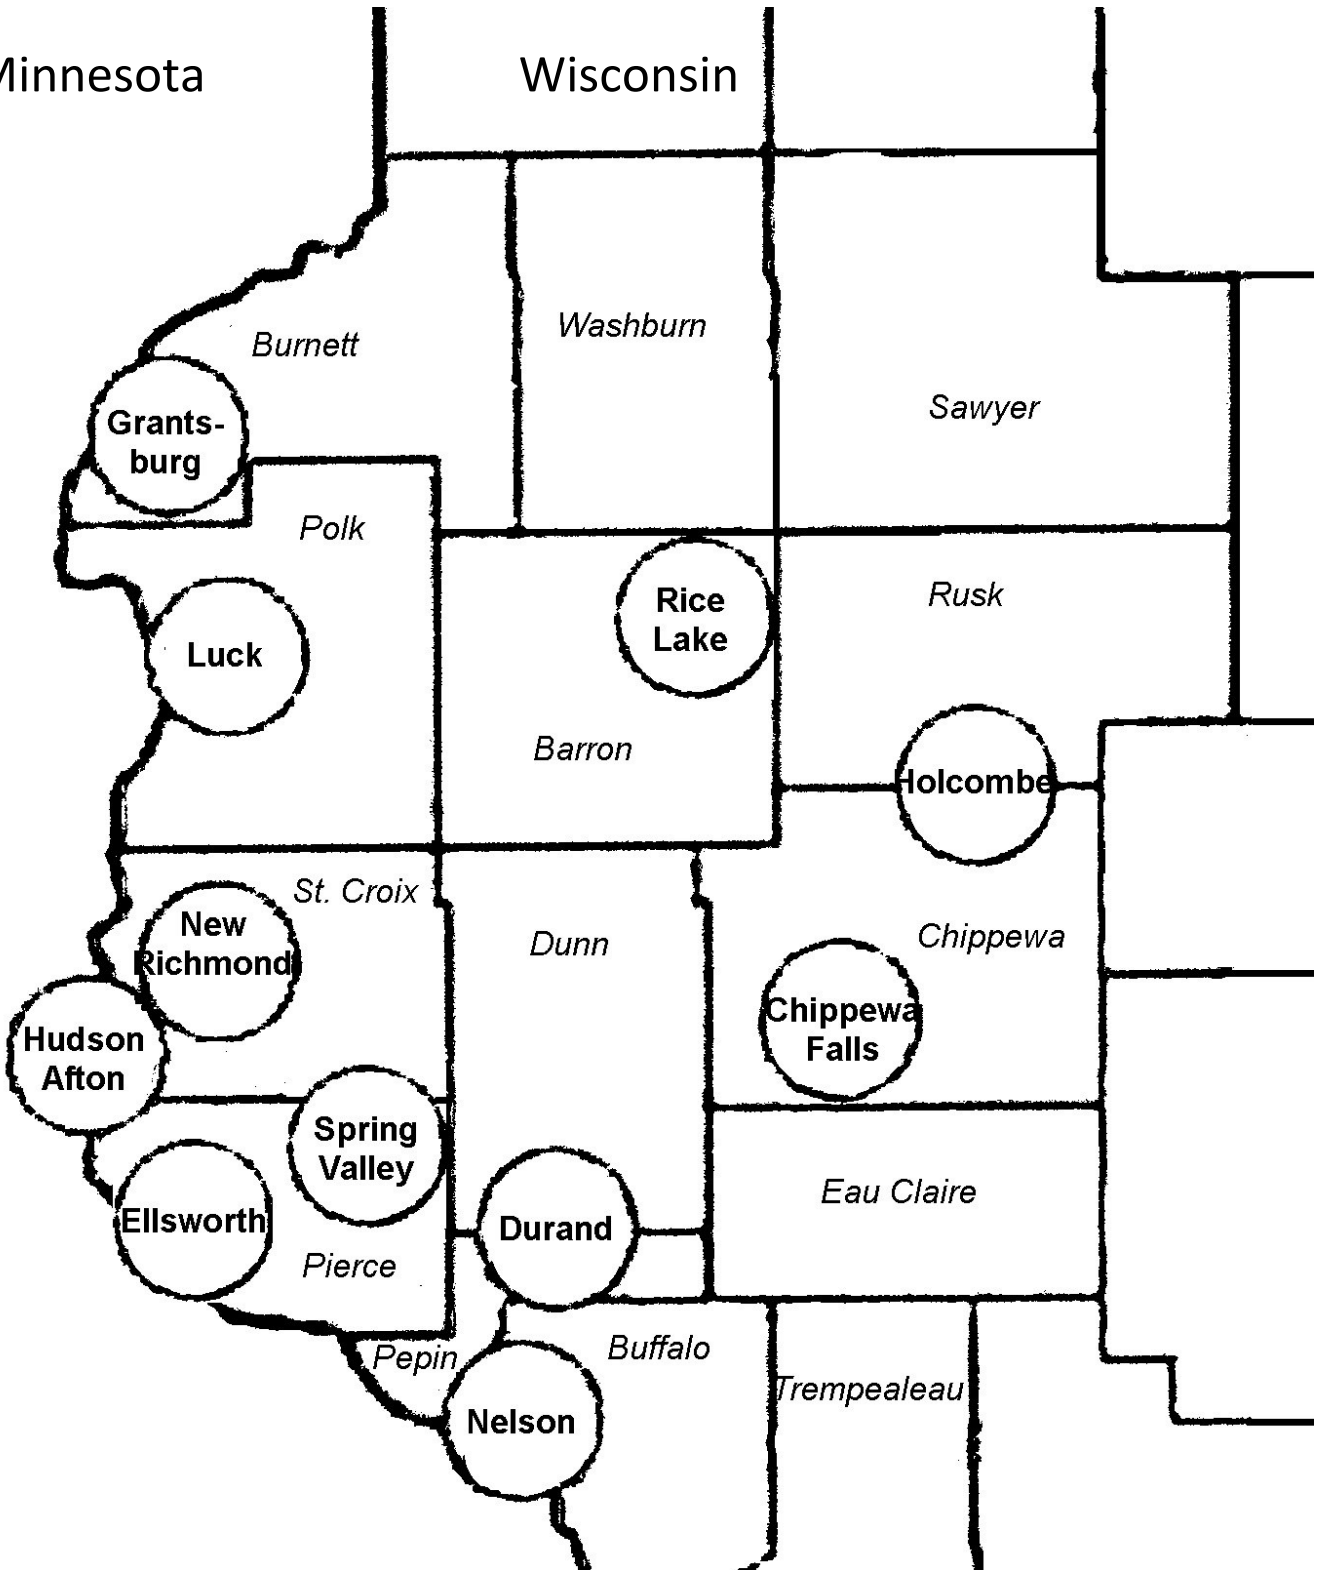 Minnesota
Wisconsin
Burnett
Washburn
Sawyer
Grants-
burg
Polk
Rice
Lake
Rusk
Luck
Barron
Holcombe
St. Croix
New
Richmond
Dunn
Chippewa
Chippewa
Falls
Hudson
Afton
Spring
Valley
Eau Claire
Ellsworth
Durand
Pierce
Pepin
Buffalo
Trempealeau
Nelson